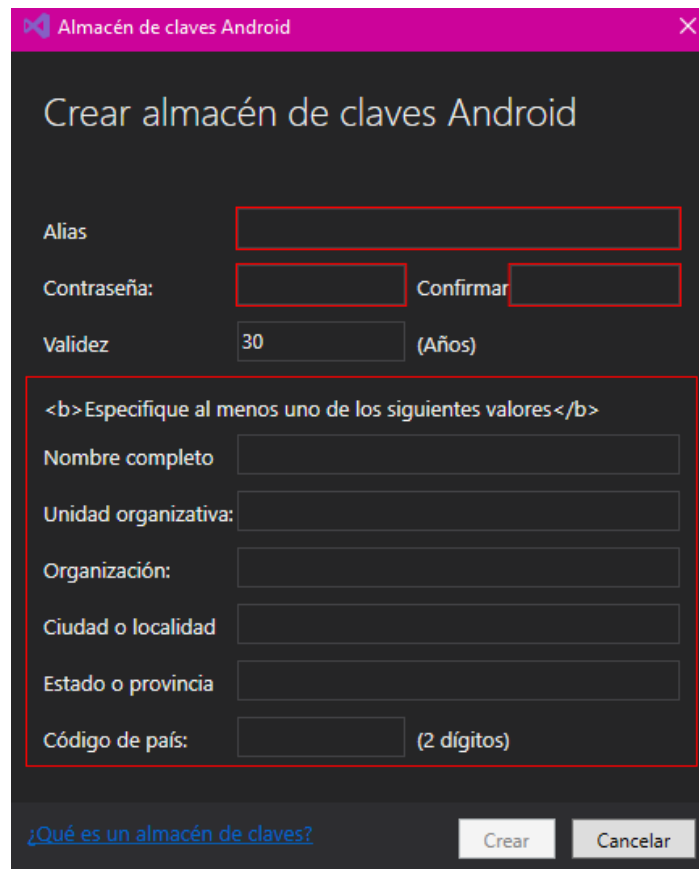 Almacén de claves Android
Crear almacén de claves Android
Alias
Contraseña: Confirmar
Validez 30 (Años)
<b>Especifique al menos uno de los siguientes valores</b>
Nombre completo
Unidad organizativa:
Organización:
Ciudad o localidad
Estado o provincia
Código de país: (2 dígitos)
¿Qué es un almacén de claves? Crear Cancelar